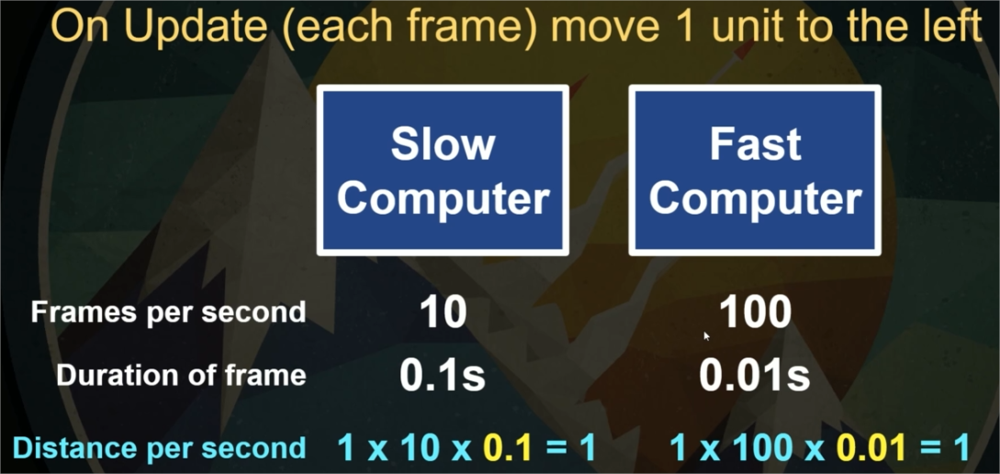 On Update (each frame) move 1 unit to the left
Slow
Computer
Fast
Computer
Frames per second 10 100
Duration of frame 0.1s 0.01s
Distance per second 1 x 10 x 0.1 = 1 1 x 100 x 0.01 = 1